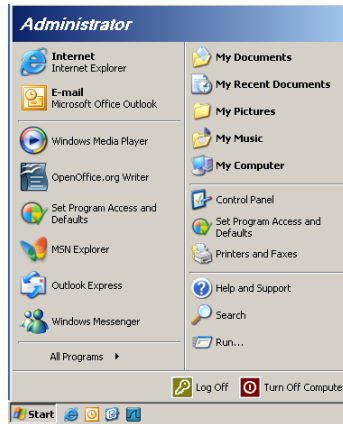 Administrator
Internet
Internet Explorer
E-mail
Microsoft Office Outlook
Windows Media Player
OpenOffice.org Writer
Set Program Access and
Defaults
MSN Explorer
Outlook Express
Windows Messenger
All Programs
My Documents
My Recent Documents
My Pictures
My Music
My Computer
Control Panel
Set Program Access and
Defaults
Printers and Faxes
Help and Support
Search
Run...
Log Off
Turn Off Compute
Start